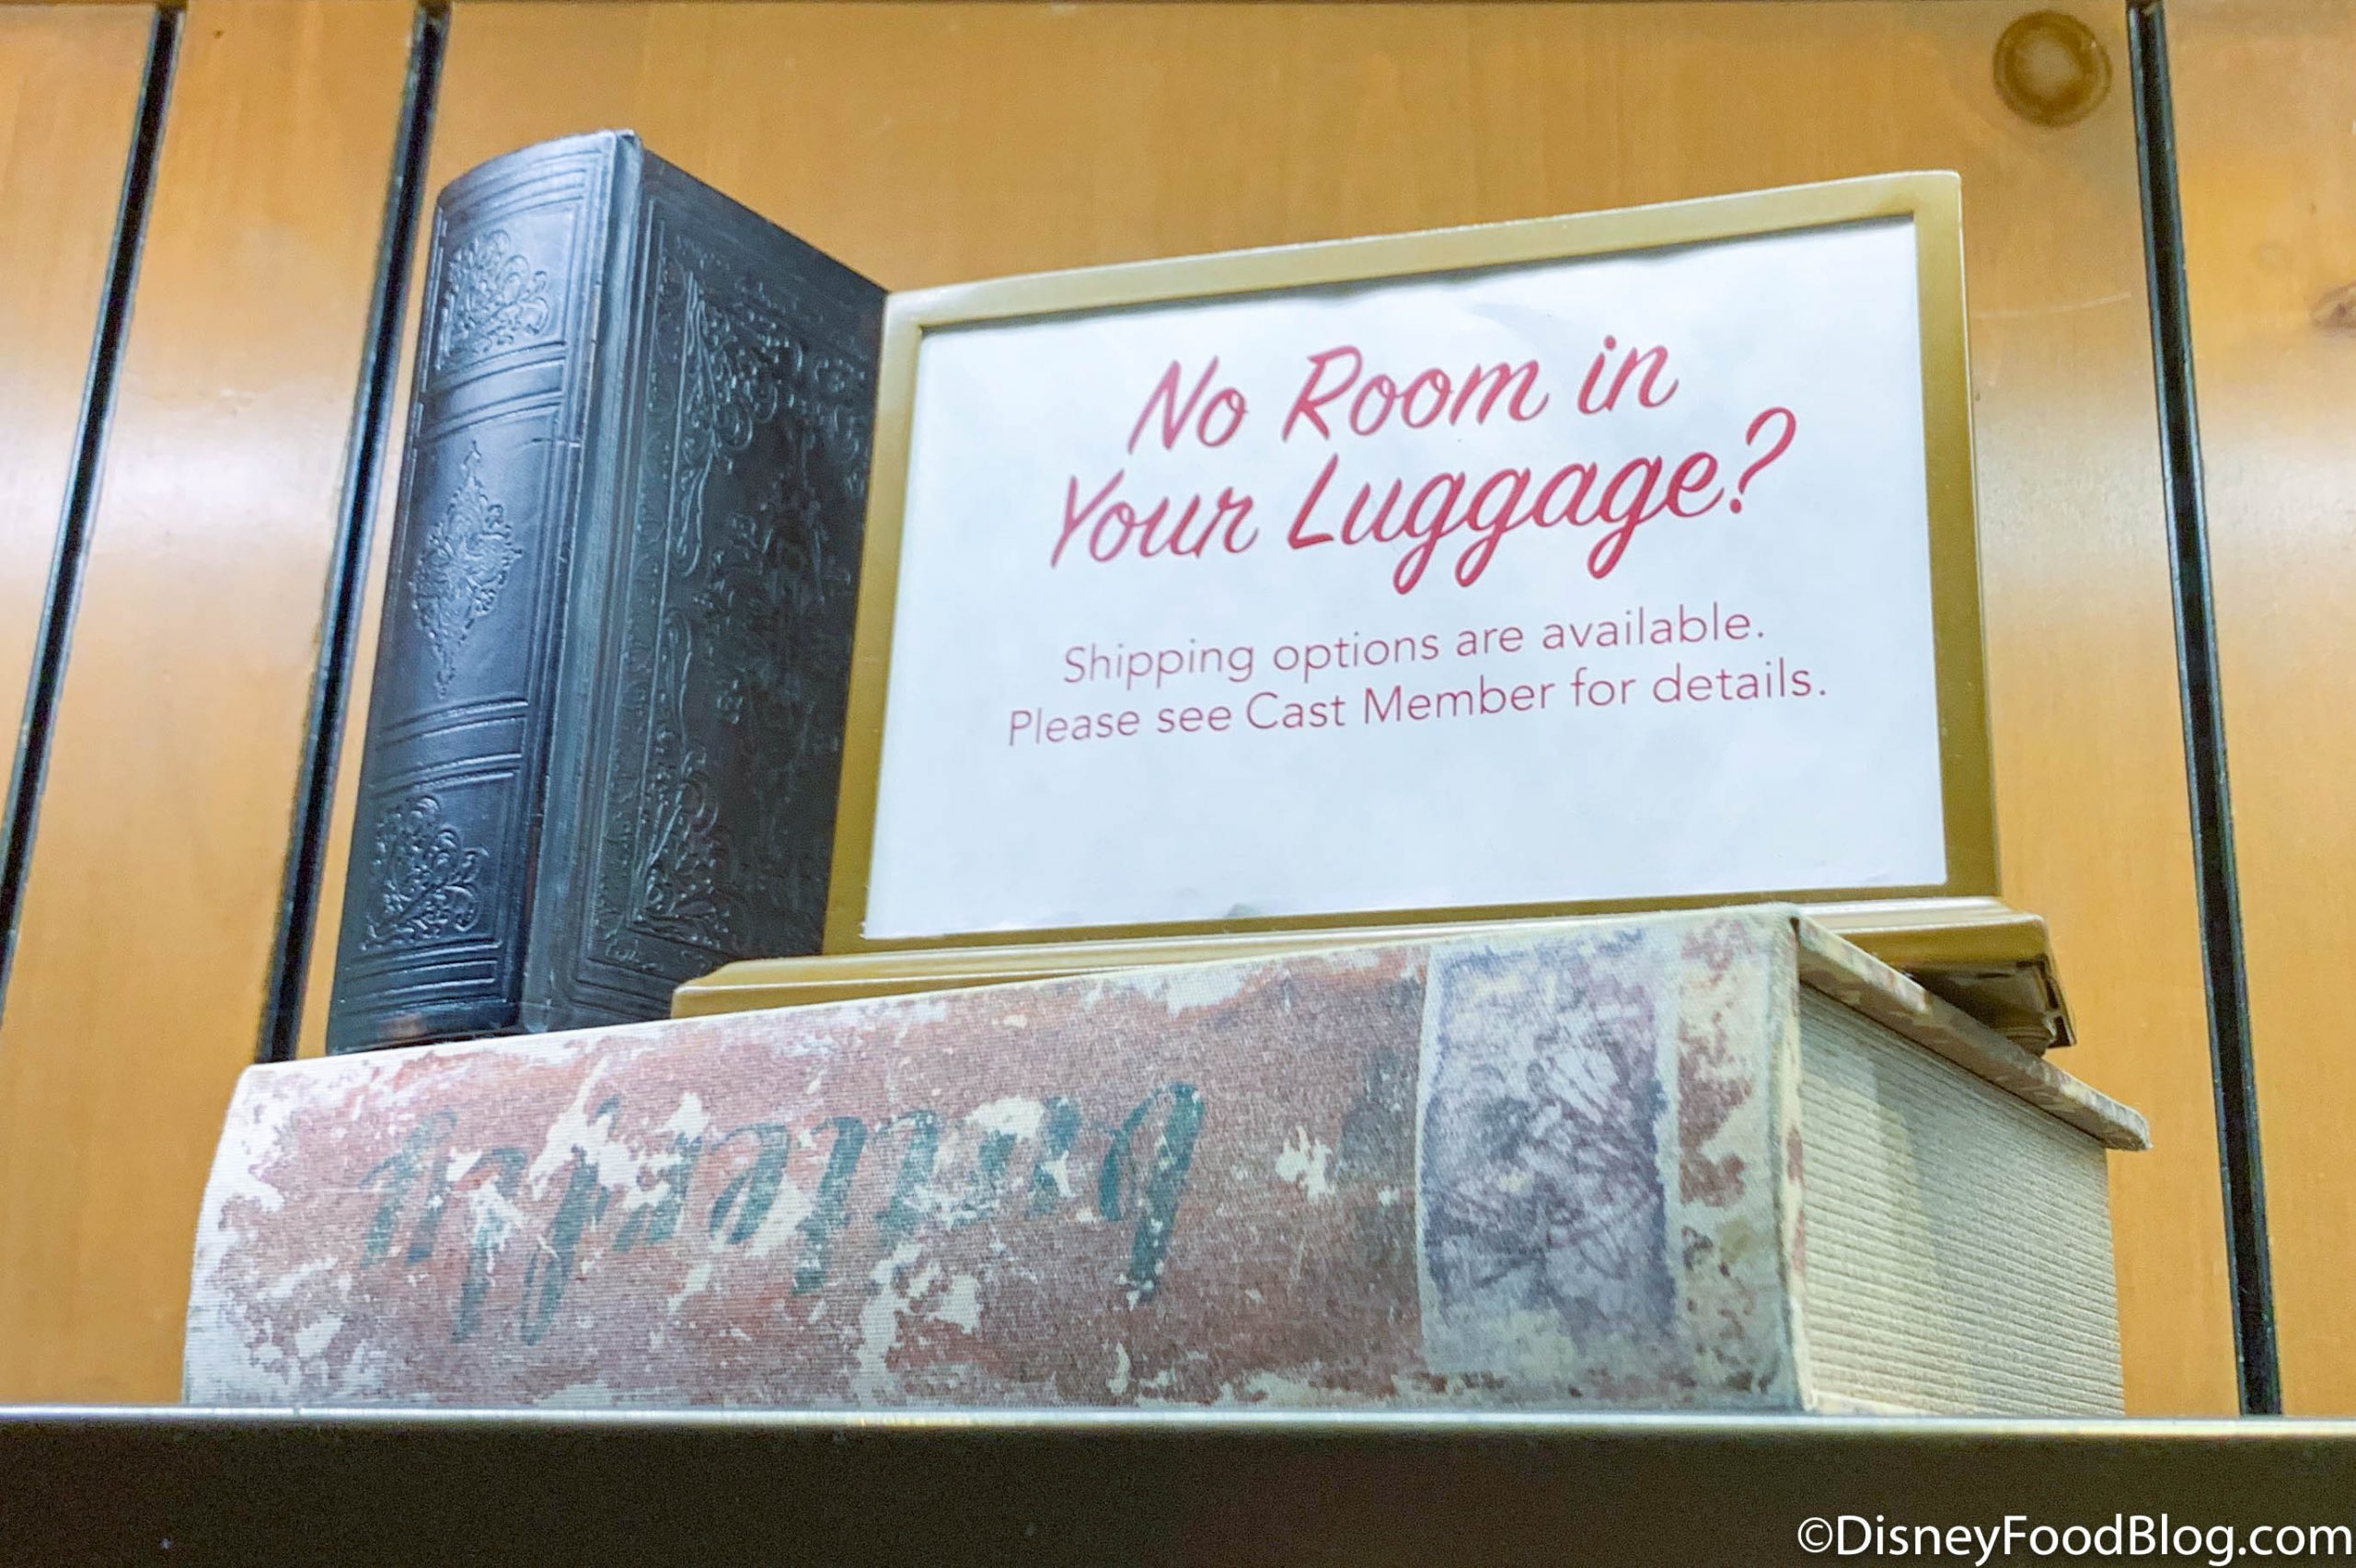 No Room in
Your Luggage?
Shipping options are available.
Please see Cast Member for details.
©DisneyFoodBlog.com